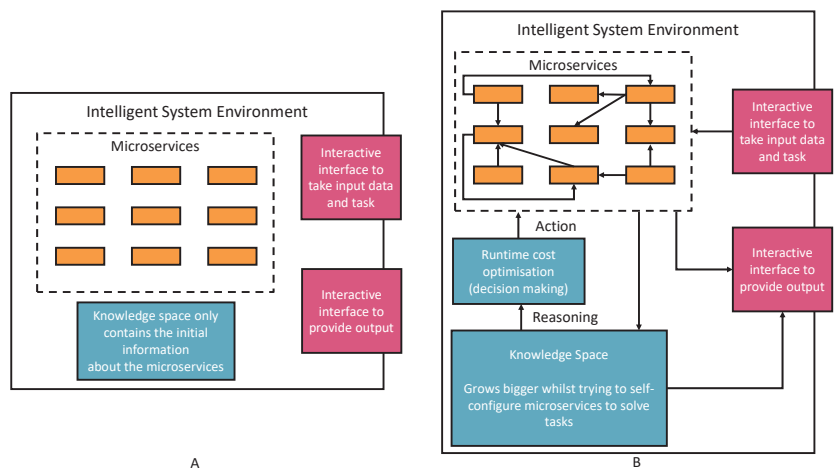 Intelligent System Environment
Microservices
Interactive
interface to
take input data
and task
Interactive
interface to
provide output
Knowledge space only
contains the initial
information
about the microservices
A
Intelligent System Environment
Microservices
Interactive
interface to
take input data
and task
Action
Runtime cost
optimisation
(decision making)
Interactive
interface to
provide output
Reasoning
Knowledge Space
Grows bigger whilst trying to self-
configure microservices to solve
tasks
B